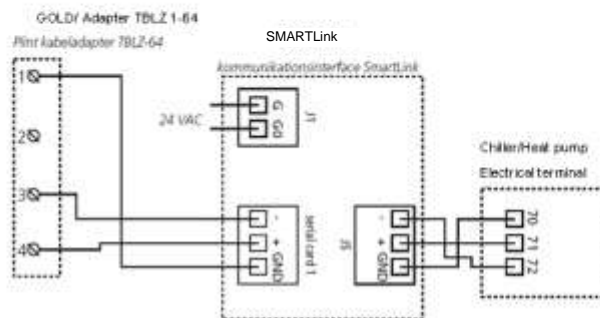 GOLD/ Adapter TBLZ 1-64
Plint kabeladapter TBLZ-64
SMARTLink
kommunikationsinterface SmartLink
1
2
3
4
24 VAC
G
G0
J1
-
+
GND
serial card 1
-
+
GND
J5
Chiller/Heat pump
Electrical terminal
70
71
72